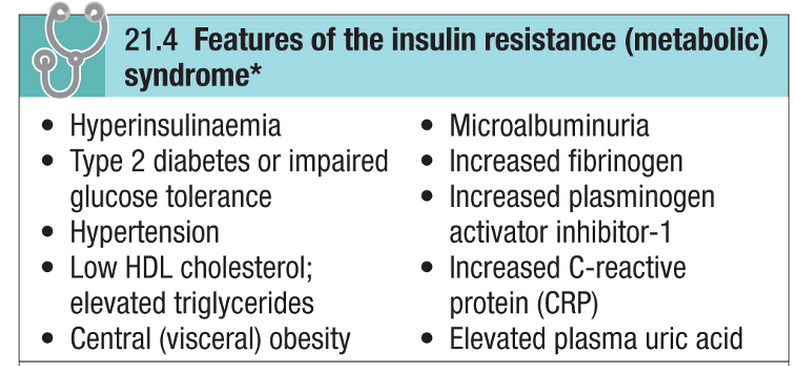 21.4 Features of the insulin resistance (metabolic)
syndrome*
• Hyperinsulinaemia
• Type 2 diabetes or impaired
glucose tolerance
• Hypertension
• Low HDL cholesterol;
elevated triglycerides
• Central (visceral) obesity
• Microalbuminuria
• Increased fibrinogen
• Increased plasminogen
activator inhibitor-1
• Increased C-reactive
protein (CRP)
• Elevated plasma uric acid